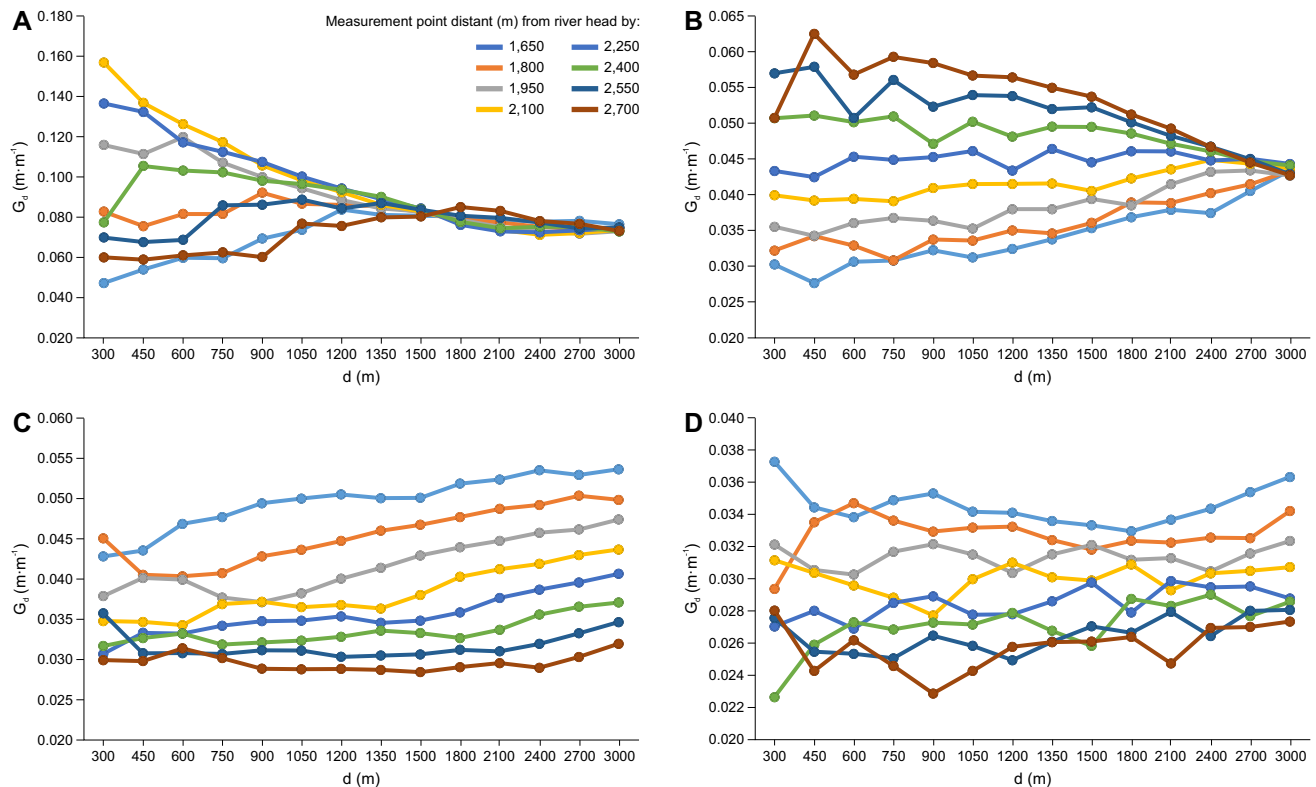 A
Measurement point distant (m) from river head by:
1,650 2,250
1,800 2,400
1,950 2,550
2,100 2,700
0.180
0.160
0.140
0.120
0.100
0.080
0.060
0.040
0.020
G_d (m·m⁻¹)
300 450 600 750 900 1050 1200 1350 1500 1800 2100 2400 2700 3000
d (m)
B
0.065
0.060
0.055
0.050
0.045
0.040
0.035
0.030
0.025
0.020
G_d (m·m⁻¹)
300 450 600 750 900 1050 1200 1350 1500 1800 2100 2400 2700 3000
d (m)
C
0.060
0.055
0.050
0.045
0.040
0.035
0.030
0.025
0.020
G_d (m·m⁻¹)
300 450 600 750 900 1050 1200 1350 1500 1800 2100 2400 2700 3000
d (m)
D
0.040
0.038
0.036
0.034
0.032
0.030
0.028
0.026
0.024
0.022
0.020
G_d (m·m⁻¹)
300 450 600 750 900 1050 1200 1350 1500 1800 2100 2400 2700 3000
d (m)